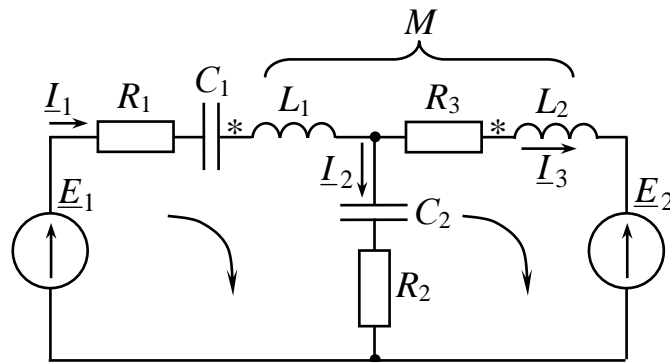 M
C₁
I₁ R₁ * L₁ R₃ * L₂
I₂ I₃
E₁ C₂ E₂
R₂